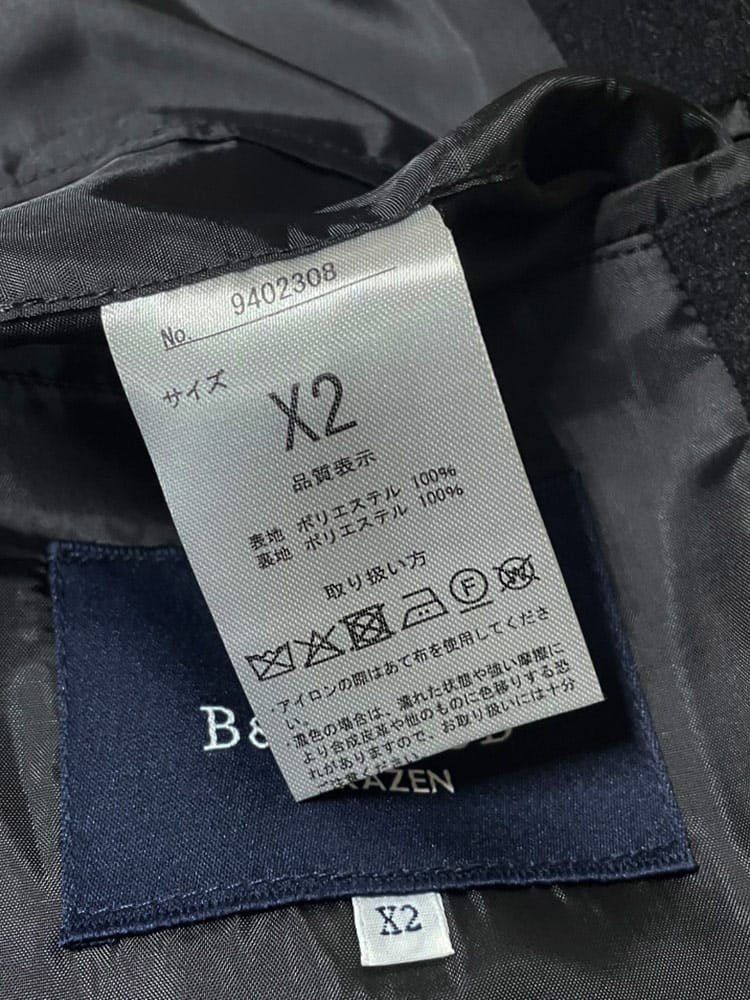 No. 9402308
サイズ
X2
品質表示
表地 ポリエステル 100%
裏地 ポリエステル 100%
取り扱い方
F W
・アイロンの際はあて布を使用してくださ
い。
・濃色の場合は、濡れた状態や強い摩擦に
より合成皮革や他のものに色移りする恐
れがありますので、お取り扱いには十分
X2